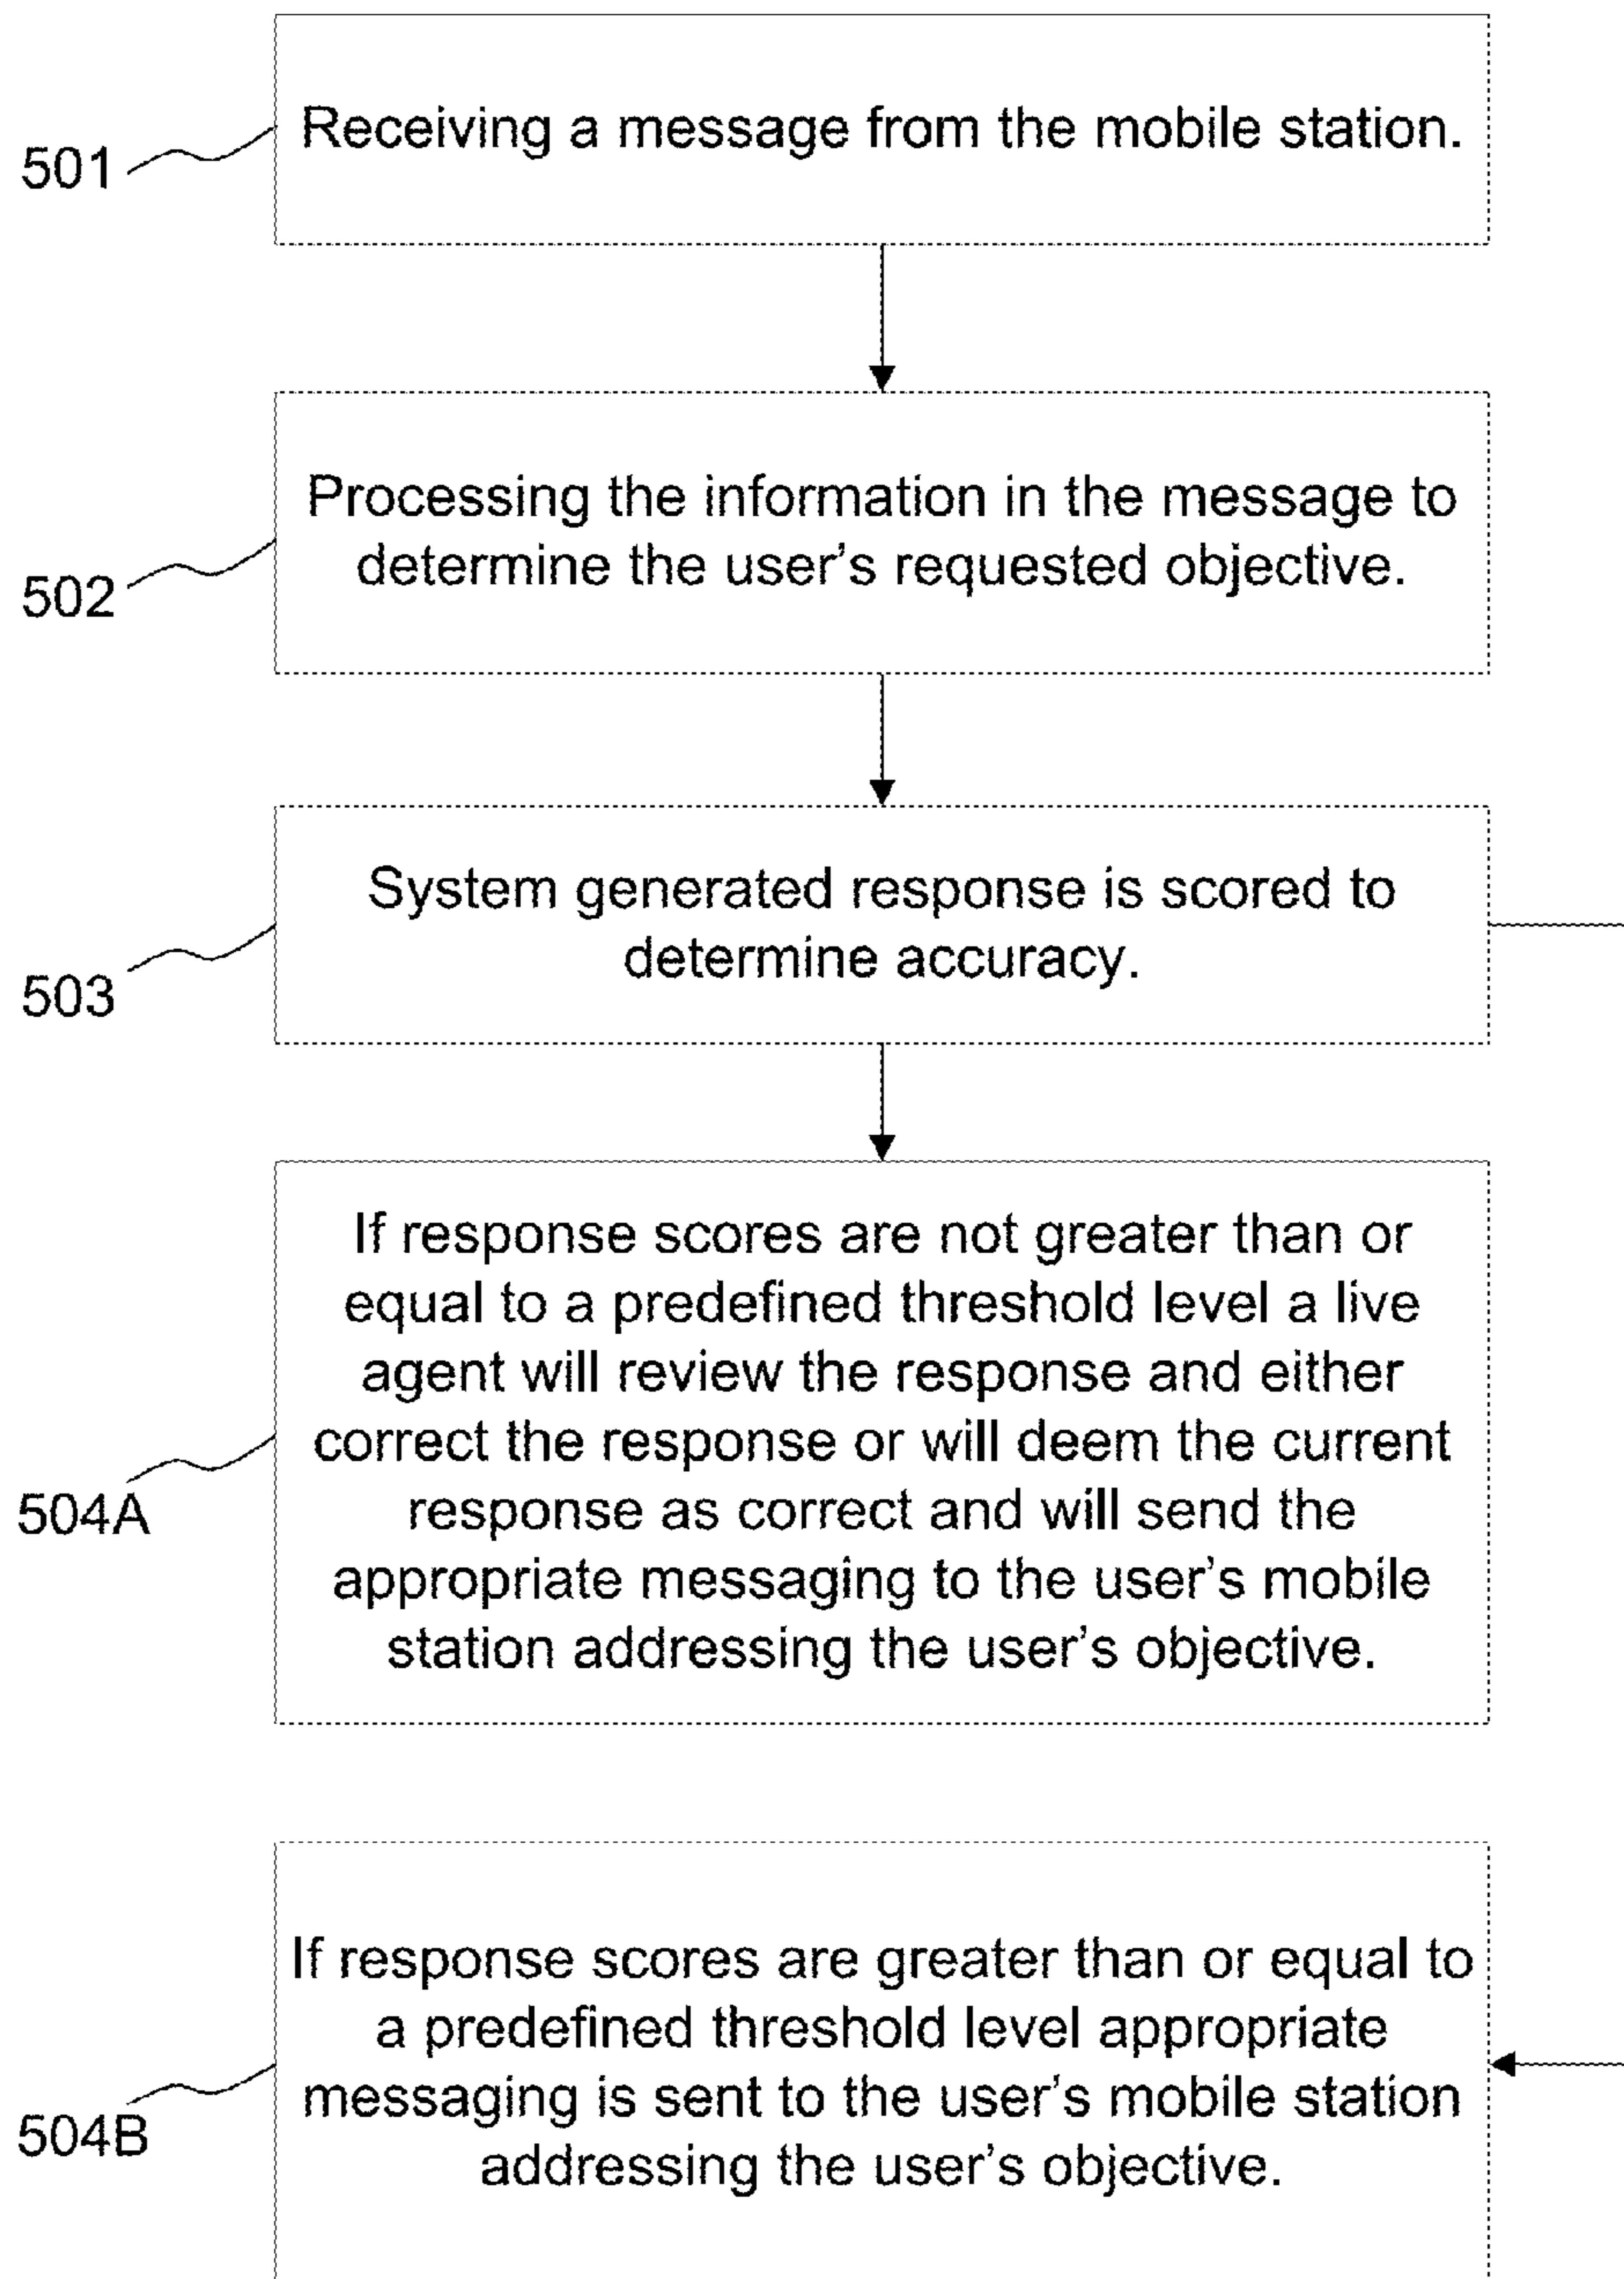 501
Receiving a message from the mobile station.
502
Processing the information in the message to
determine the user's requested objective.
503
System generated response is scored to
determine accuracy.
504A
If response scores are not greater than or
equal to a predefined threshold level a live
agent will review the response and either
correct the response or will deem the current
response as correct and will send the
appropriate messaging to the user's mobile
station addressing the user's objective.
504B
If response scores are greater than or equal to
a predefined threshold level appropriate
messaging is sent to the user's mobile station
addressing the user's objective.